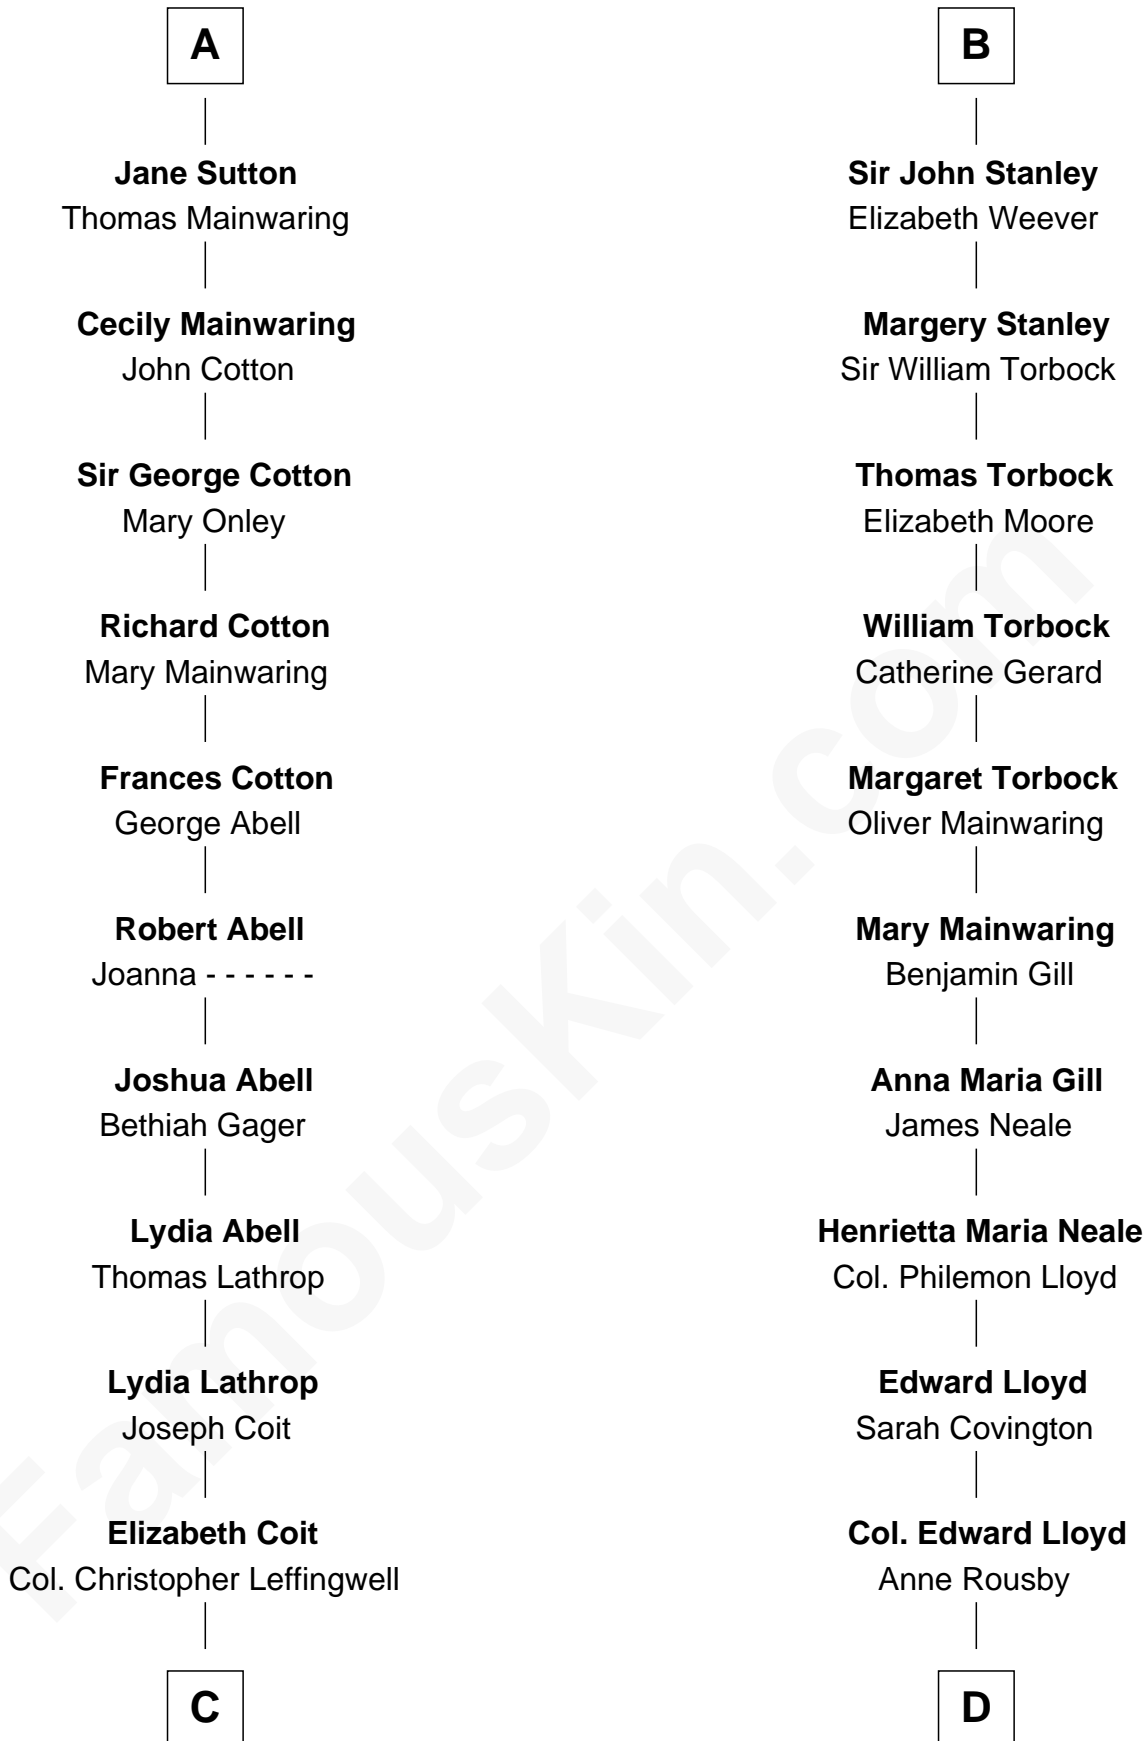 A
Jane Sutton
Thomas Mainwaring
Cecily Mainwaring
John Cotton
Sir George Cotton
Mary Onley
Richard Cotton
Mary Mainwaring
Frances Cotton
George Abell
Robert Abell
Joanna - - - - - -
Joshua Abell
Bethiah Gager
Lydia Abell
Thomas Lathrop
Lydia Lathrop
Joseph Coit
Elizabeth Coit
Col. Christopher Leffingwell
C
B
Sir John Stanley
Elizabeth Weever
Margery Stanley
Sir William Torbock
Thomas Torbock
Elizabeth Moore
William Torbock
Catherine Gerard
Margaret Torbock
Oliver Mainwaring
Mary Mainwaring
Benjamin Gill
Anna Maria Gill
James Neale
Henrietta Maria Neale
Col. Philemon Lloyd
Edward Lloyd
Sarah Covington
Col. Edward Lloyd
Anne Rousby
D
FamousKin.com